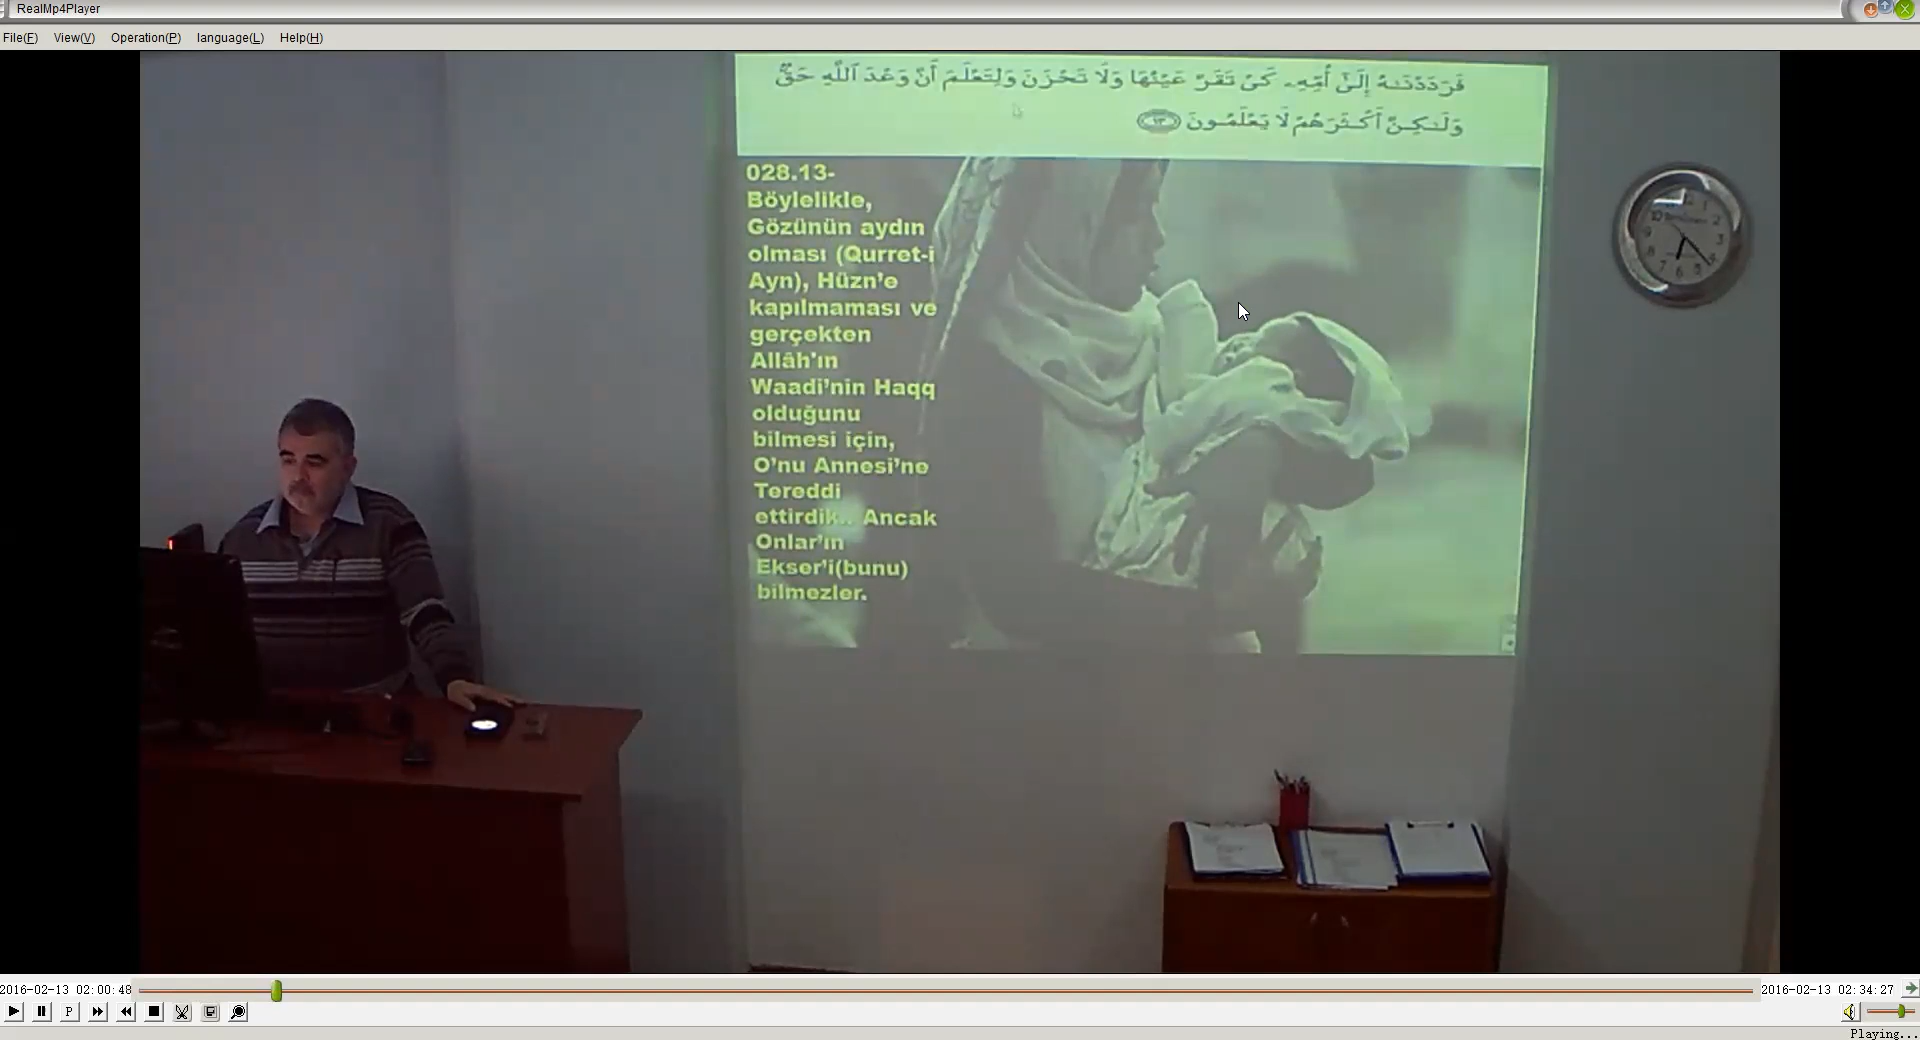 RealMp4Player
File(F) View(V) Operation(P) language(L) Help(H)
فَرَدَدْنَـٰهُ إِلَىٰٓ أُمِّهِۦ كَىْ تَقَرَّ عَيْنُهَا وَلَا تَحْزَنَ وَلِتَعْلَمَ أَنَّ وَعْدَ ٱللَّهِ حَقٌّ
وَلَـٰكِنَّ أَكْثَرَهُمْ لَا يَعْلَمُونَ ١٣
028.13-
Böylelikle,
Gözünün aydın
olması (Qurret-i
Ayn), Hüzn’e
kapılmaması ve
gerçekten
Allâh'ın
Waadi’nin Haqq
olduğunu
bilmesi için,
O’nu Annesi’ne
Tereddi
ettirdik.. Ancak
Onlar’ın
Ekser’i(bunu)
bilmezler.
2016-02-13 02:00:48
2016-02-13 02:34:27
P
Playing...